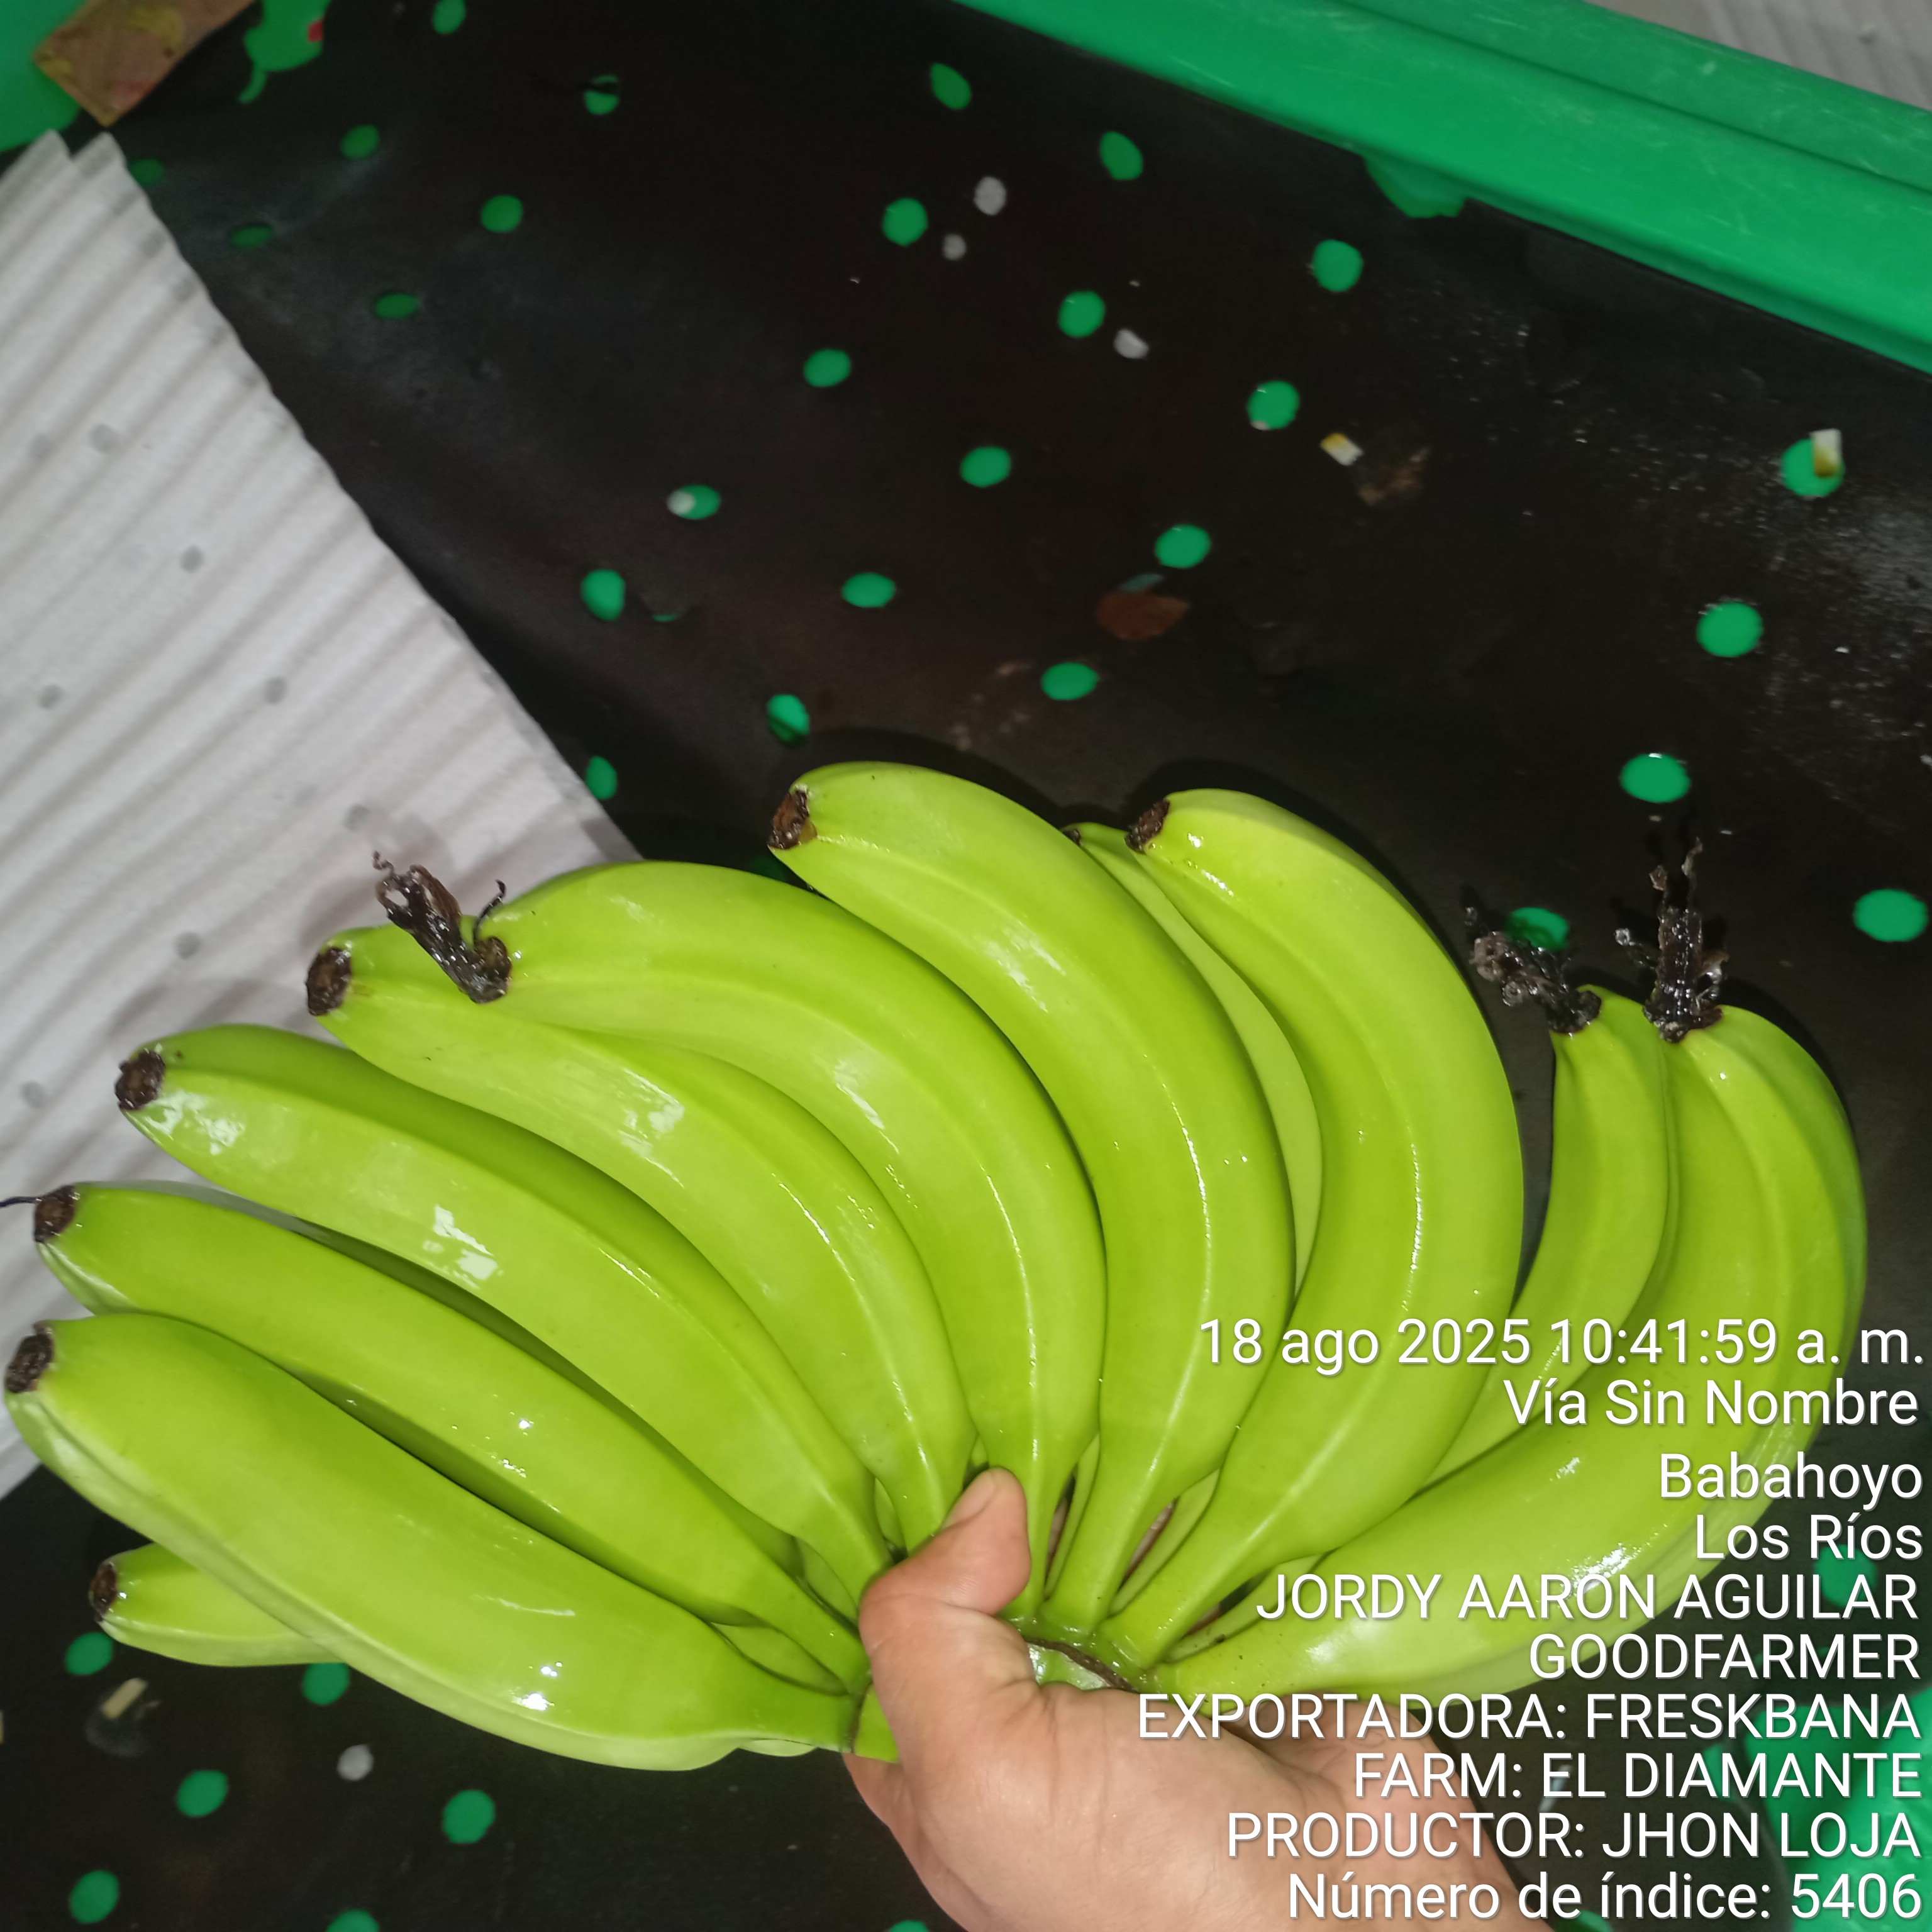 18 ago 2025 10:41:59 a. m.
Vía Sin Nombre
Babahoyo
Los Ríos
JORDY AARON AGUILAR
GOODFARMER
EXPORTADORA: FRESKBANA
FARM: EL DIAMANTE
PRODUCTOR: JHON LOJA
Número de índice: 5406